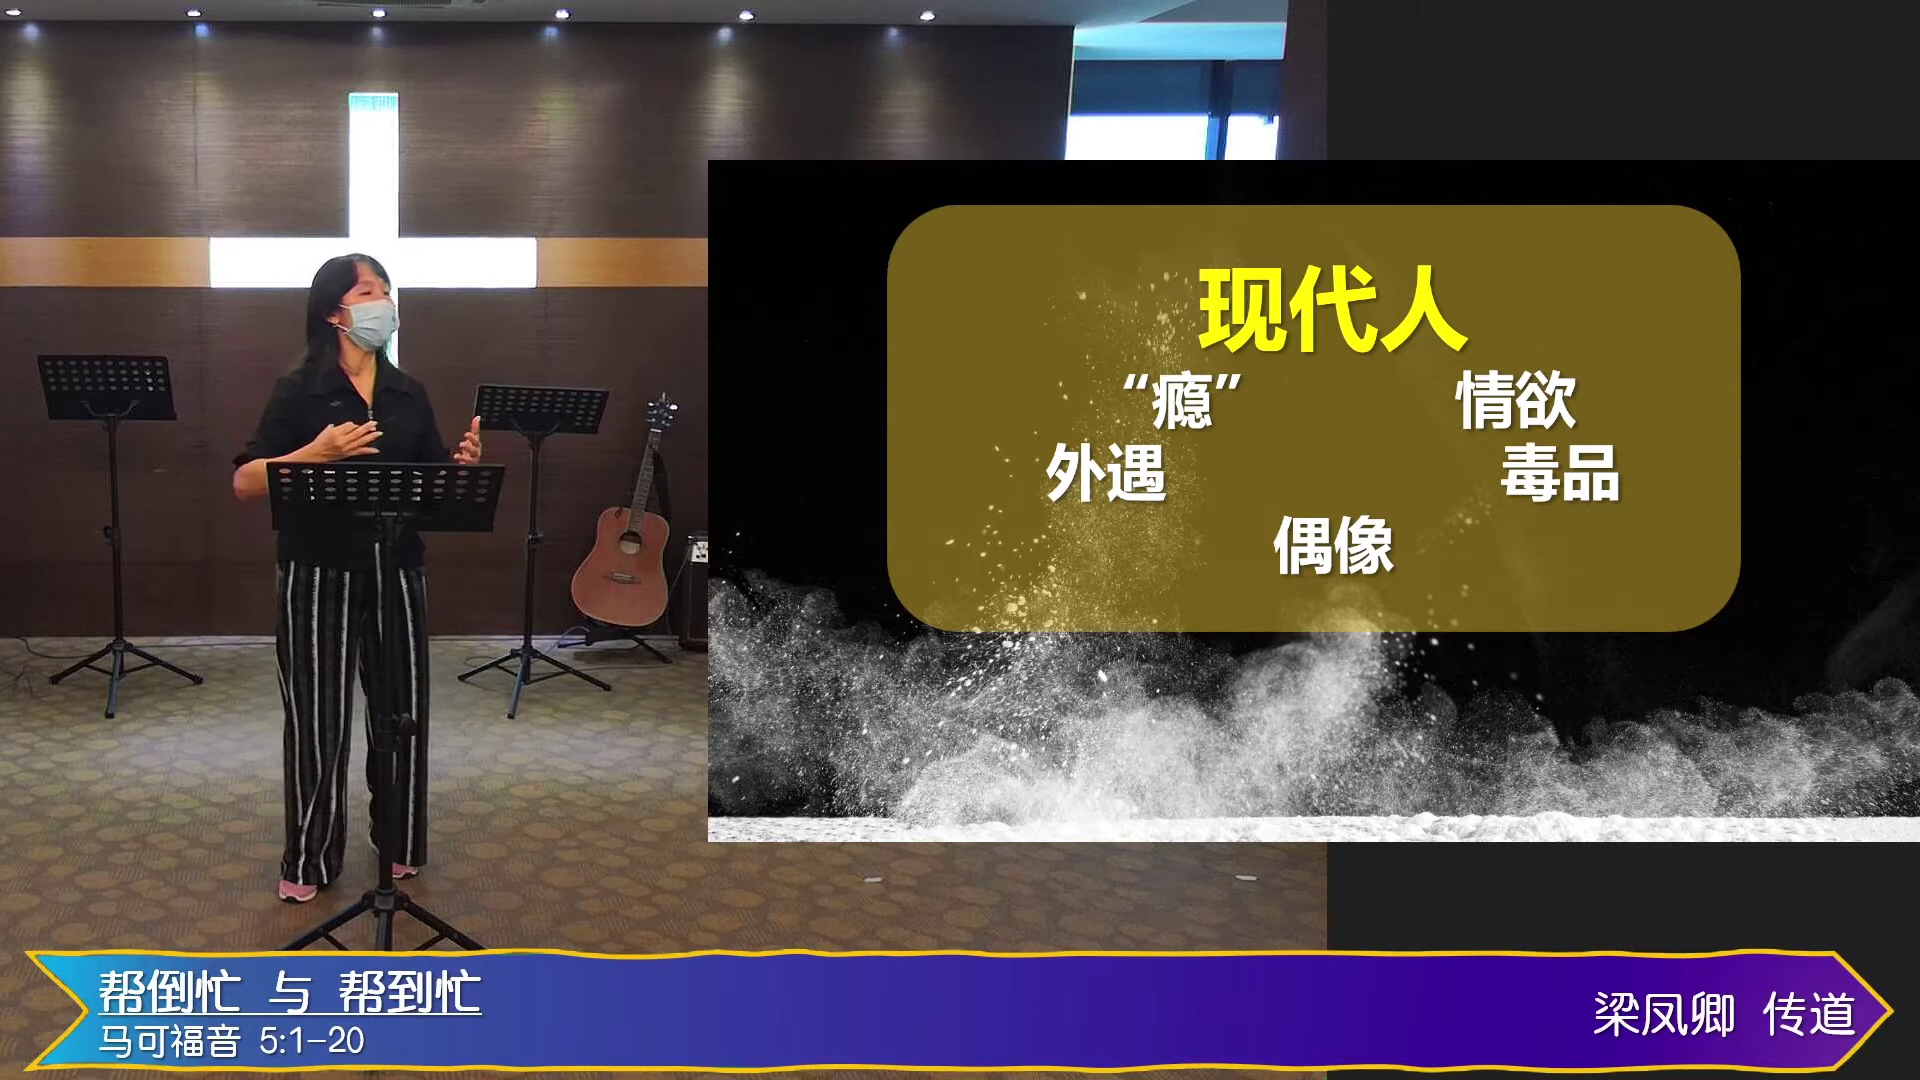 现代人
“瘾” 情欲
外遇 毒品
偶像
帮倒忙 与 帮到忙
马可福音 5:1-20
梁凤卿 传道